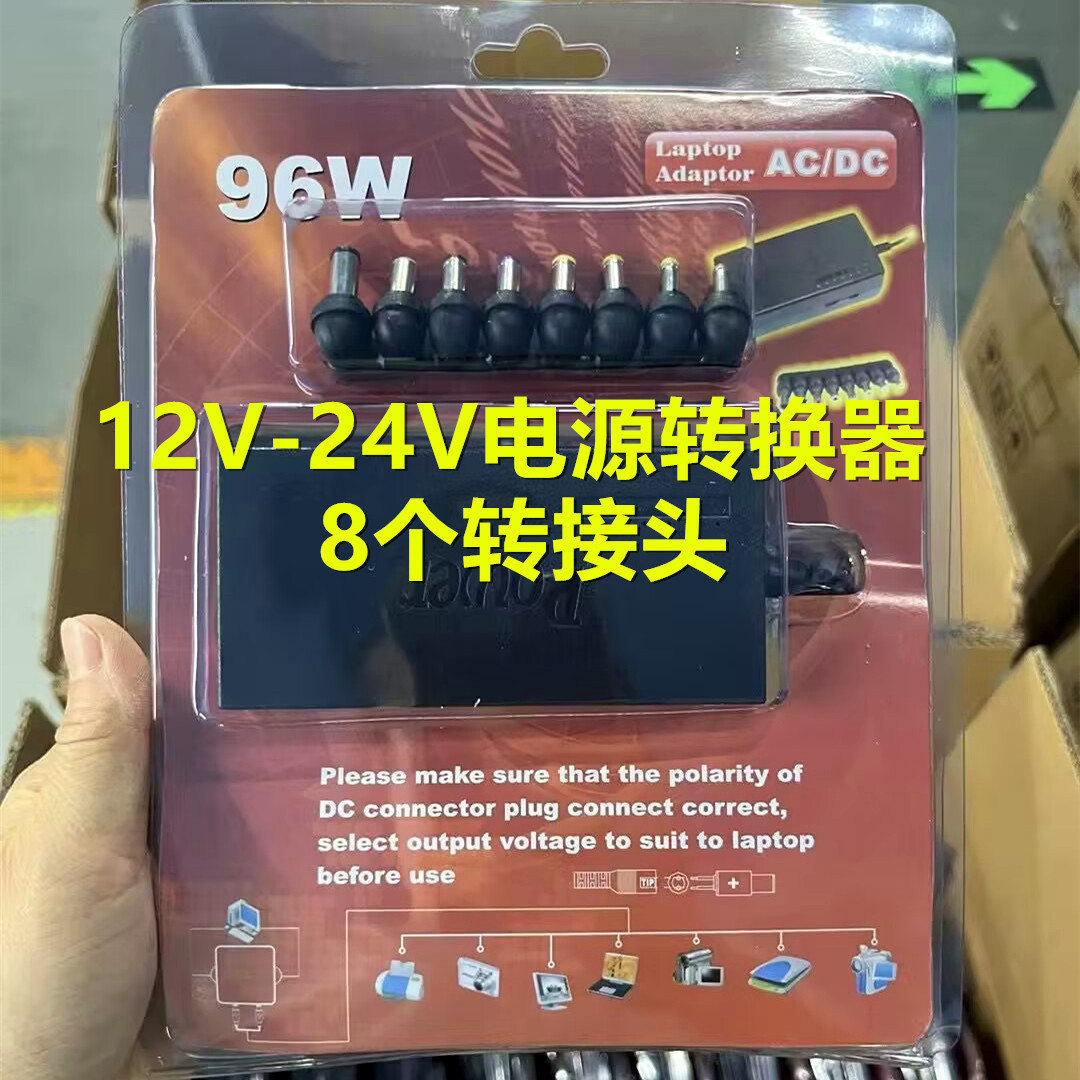 96W
Laptop
Adaptor AC/DC
12V-24V电源转换器
8个转接头
Power
Please make sure that the polarity of
DC connector plug connect correct,
select output voltage to suit to laptop
before use
TIP
+